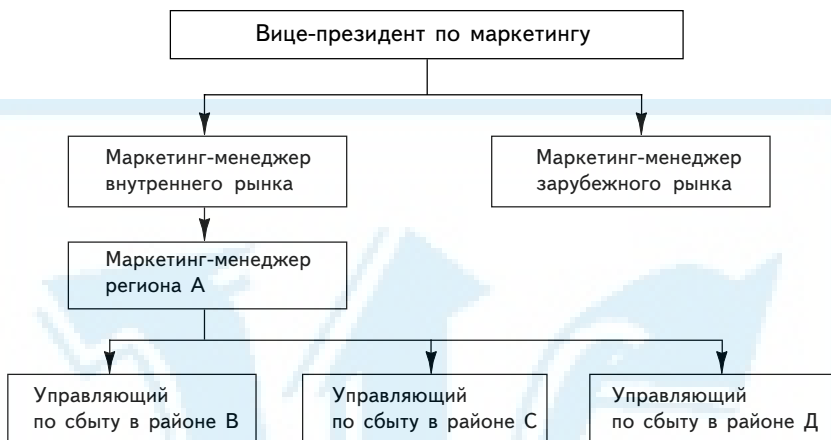 Вице-президент по маркетингу
Маркетинг-менеджер
внутреннего рынка
Маркетинг-менеджер
зарубежного рынка
Маркетинг-менеджер
региона А
Управляющий
по сбыту в районе В
Управляющий
по сбыту в районе С
Управляющий
по сбыту в районе Д